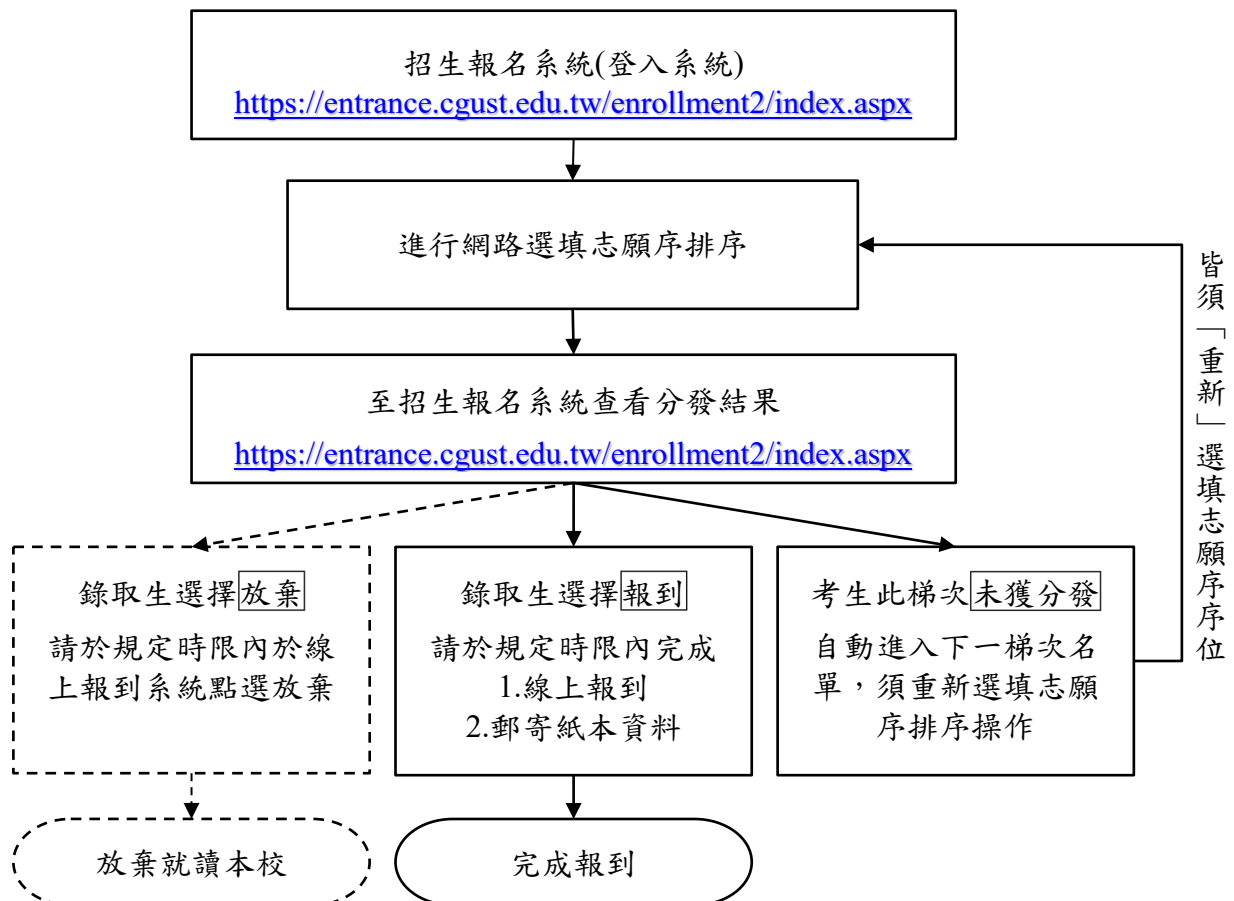 招生報名系統(登入系統)
https://entrance.cgust.edu.tw/enrollment2/index.aspx
進行網路選填志願序排序
至招生報名系統查看分發結果
https://entrance.cgust.edu.tw/enrollment2/index.aspx
皆須「重新」選填志願序序位
錄取生選擇放棄
請於規定時限內於線
上報到系統點選放棄
錄取生選擇報到
請於規定時限內完成
1.線上報到
2.郵寄紙本資料
考生此梯次未獲分發
自動進入下一梯次名
單，須重新選填志願
序排序操作
放棄就讀本校
完成報到